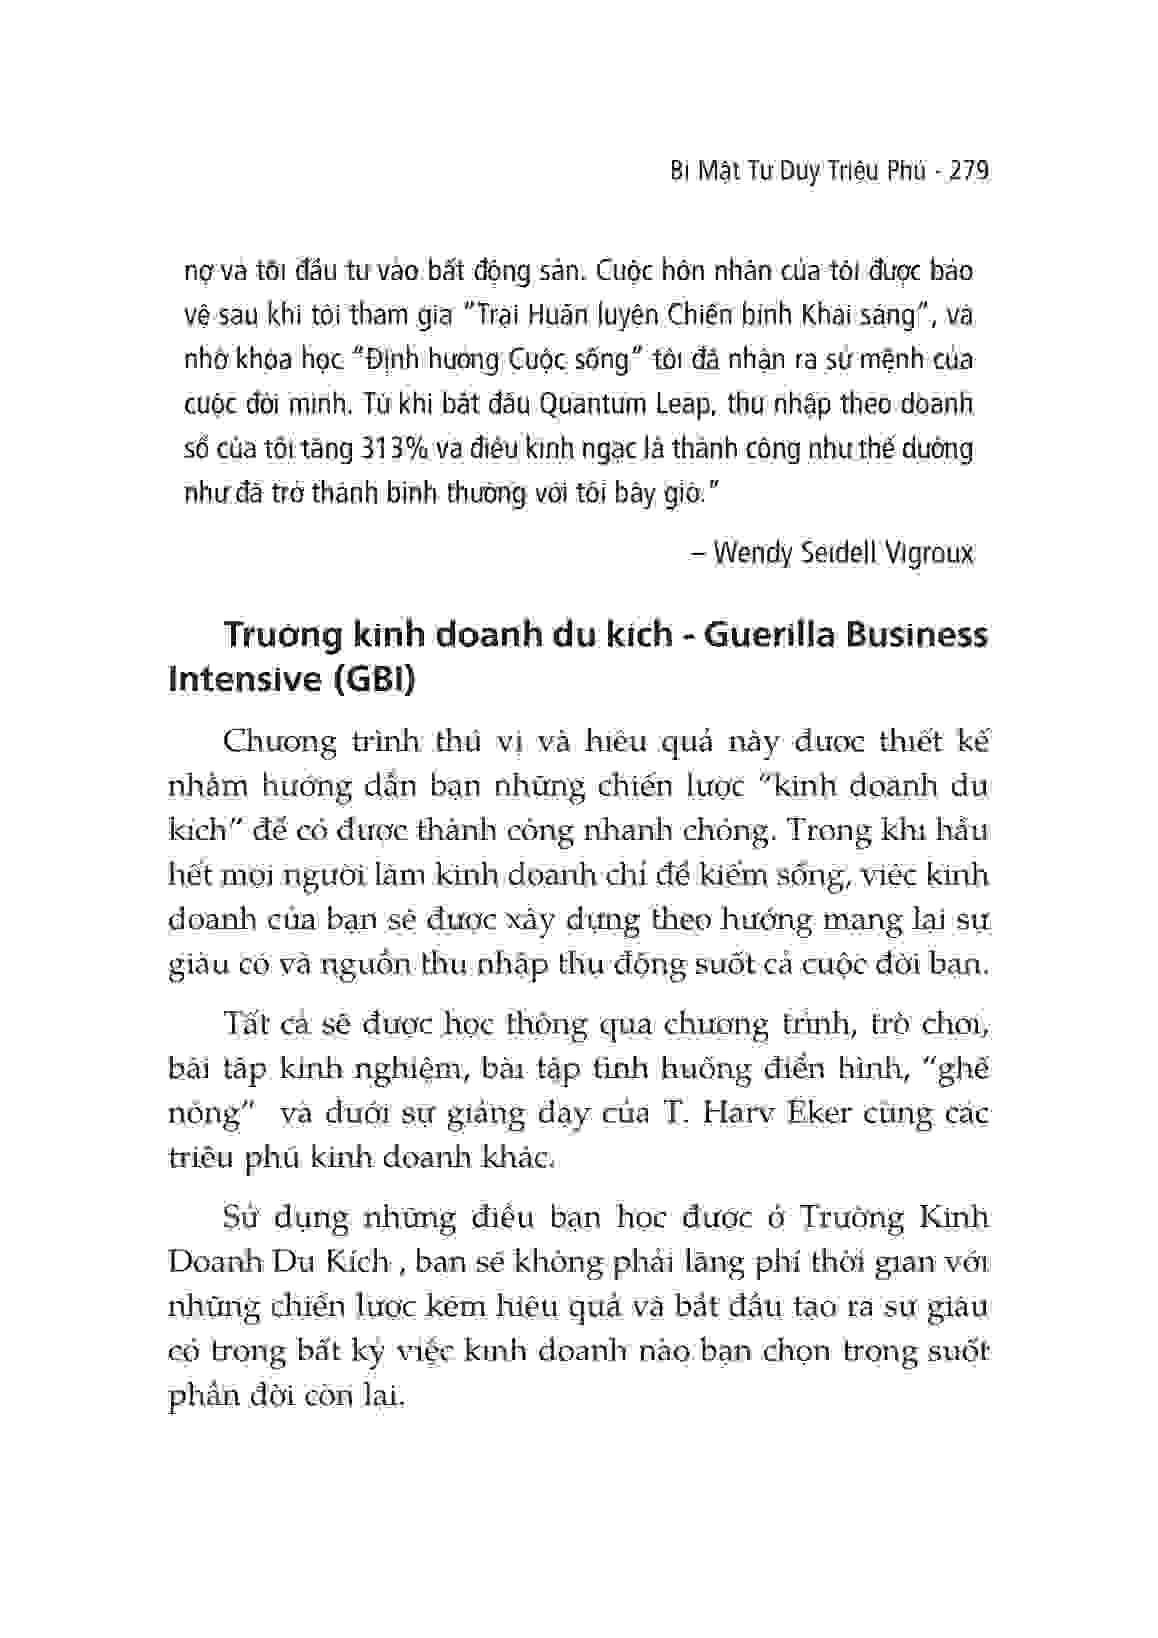 Bí Mật Tư Duy Triệu Phú - 279
nợ và tôi đầu tư vào bất động sản. Cuộc hôn nhân của tôi được bảo
vệ sau khi tôi tham gia “Trại Huấn luyện Chiến binh Khai sáng”, và
nhờ khóa học “Định hướng Cuộc sống” tôi đã nhận ra sứ mệnh của
cuộc đời mình. Từ khi bắt đầu Quantum Leap, thu nhập theo doanh
số của tôi tăng 313% và điều kinh ngạc là thành công như thế dường
như đã trở thành bình thường với tôi bây giờ.”
– Wendy Seidell Vigroux
Trường kinh doanh du kích - Guerilla Business
Intensive (GBI)
Chương trình thú vị và hiệu quả này được thiết kế
nhằm hướng dẫn bạn những chiến lược “kinh doanh du
kích” để có được thành công nhanh chóng. Trong khi hầu
hết mọi người làm kinh doanh chỉ để kiếm sống, việc kinh
doanh của bạn sẽ được xây dựng theo hướng mang lại sự
giàu có và nguồn thu nhập thụ động suốt cả cuộc đời bạn.
Tất cả sẽ được học thông qua chương trình, trò chơi,
bài tập kinh nghiệm, bài tập tình huống điển hình, “ghế
nóng”  và dưới sự giảng dạy của T. Harv Eker cùng các
triệu phú kinh doanh khác.
Sử dụng những điều bạn học được ở Trường Kinh
Doanh Du Kích , bạn sẽ không phải lãng phí thời gian với
những chiến lược kém hiệu quả và bắt đầu tạo ra sự giàu
có trong bất kỳ việc kinh doanh nào bạn chọn trong suốt
phần đời còn lại.